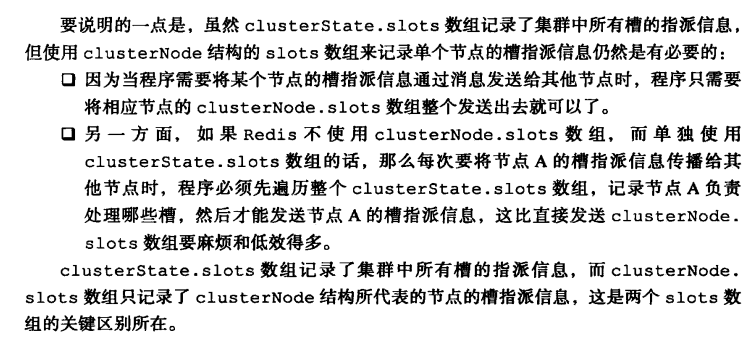 要说明的一点是，虽然 clusterState.slots 数组记录了集群中所有槽的指派信息，
但使用 clusterNode 结构的 slots 数组来记录单个节点的槽指派信息仍然是有必要的：
❑ 因为当程序需要将某个节点的槽指派信息通过消息发送给其他节点时，程序只需要
将相应节点的 clusterNode.slots 数组整个发送出去就可以了。
❑ 另一方面，如果 Redis 不使用 clusterNode.slots 数组，而单独使用
clusterState.slots 数组的话，那么每次要将节点 A 的槽指派信息传播给其
他节点时，程序必须先遍历整个 clusterState.slots 数组，记录节点 A 负责
处理哪些槽，然后才能发送节点 A 的槽指派信息，这比直接发送 clusterNode.
slots 数组要麻烦和低效得多。
clusterState.slots 数组记录了集群中所有槽的指派信息，而 clusterNode.
slots 数组只记录了 clusterNode 结构所代表的节点的槽指派信息，这是两个 slots 数
组的关键区别所在。